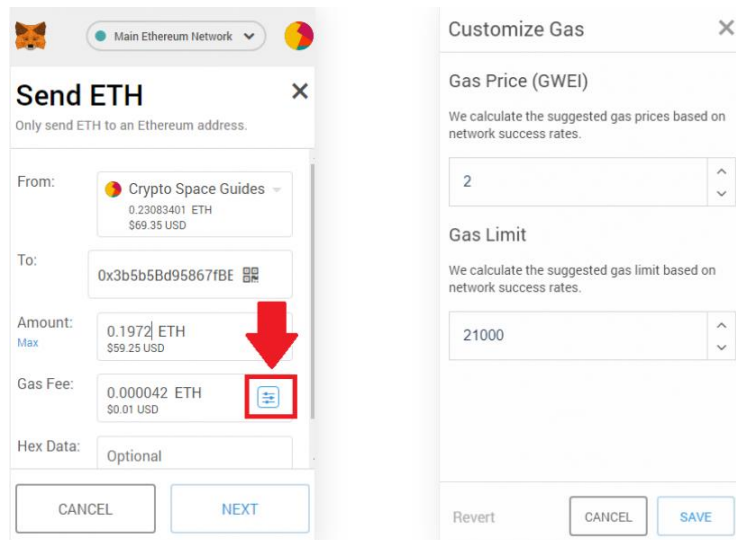 Main Ethereum Network
Send ETH
Only send ETH to an Ethereum address.
From:
Crypto Space Guides
0.23083401 ETH
$69.35 USD
To:
0x3b5b5Bd95867fBE
Amount:
Max
0.1972 ETH
$59.25 USD
Gas Fee:
0.000042 ETH
$0.01 USD
Hex Data:
Optional
CANCEL
NEXT
Customize Gas
Gas Price (GWEI)
We calculate the suggested gas prices based on
network success rates.
2
Gas Limit
We calculate the suggested gas limit based on
network success rates.
21000
Revert
CANCEL
SAVE